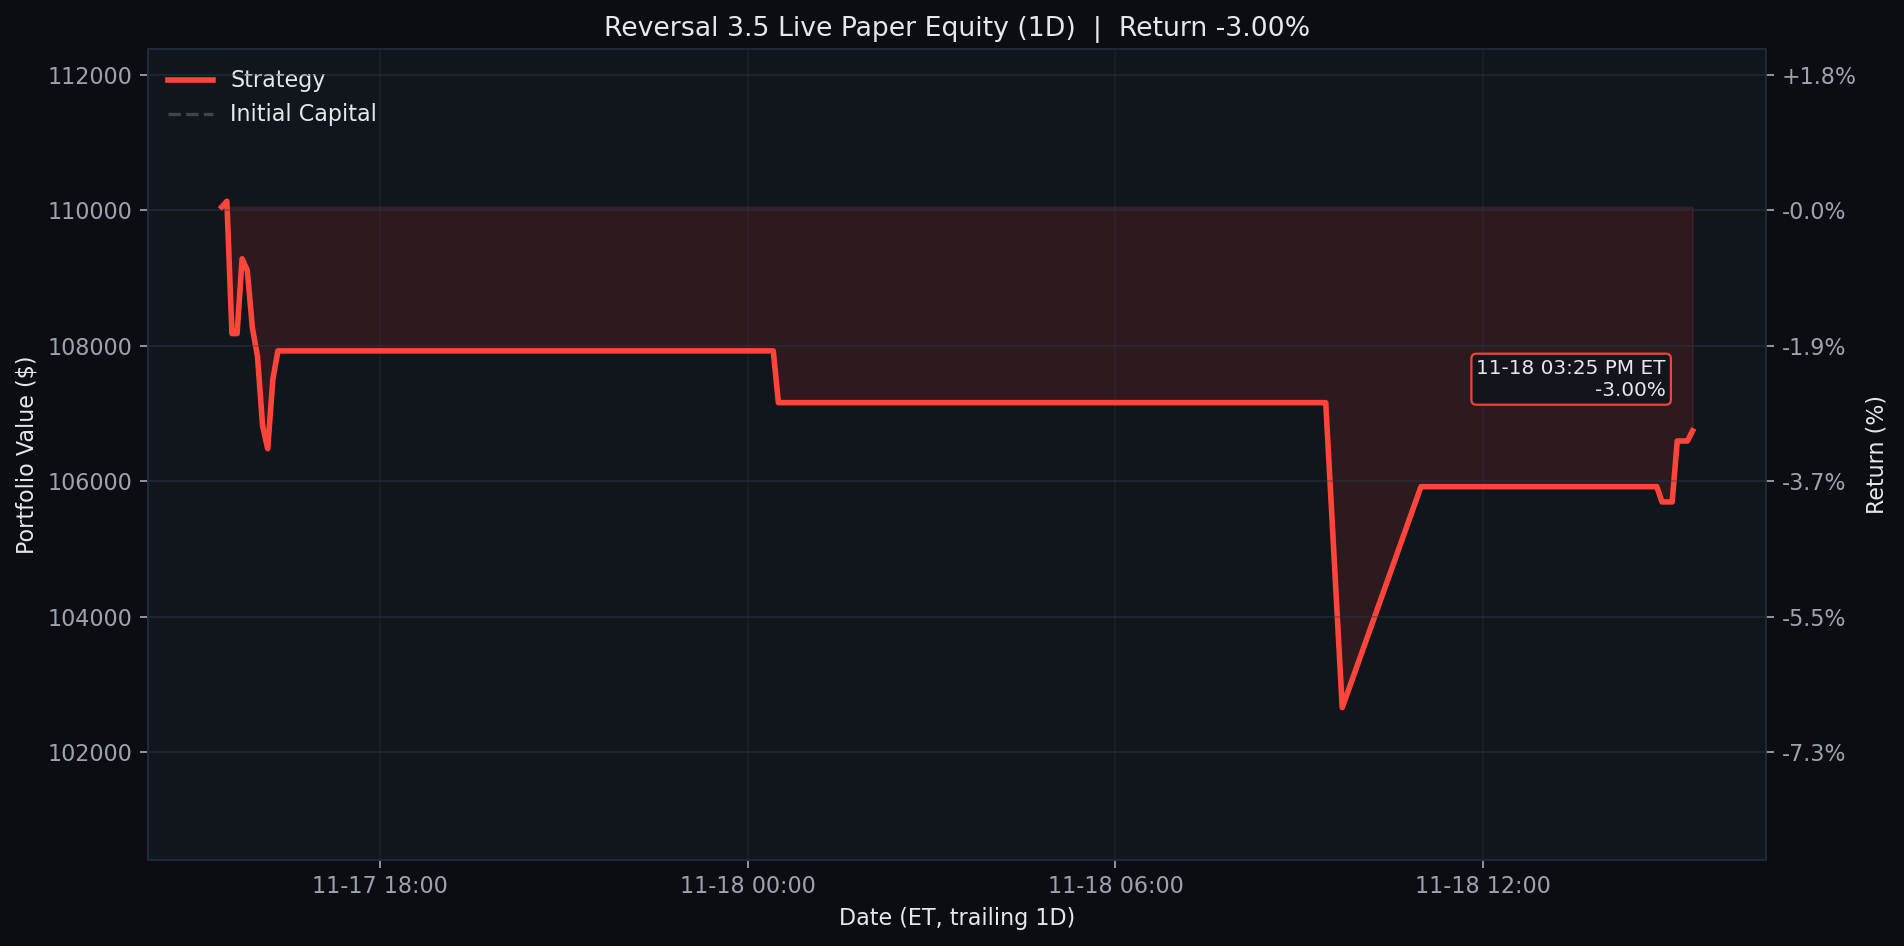 Reversal 3.5 Live Paper Equity (1D) | Return -3.00%
Strategy
Initial Capital
Portfolio Value ($)
112000
110000
108000
106000
104000
102000
+1.8%
-0.0%
-1.9%
-3.7%
-5.5%
-7.3%
Return (%)
11-18 03:25 PM ET
-3.00%
11-17 18:00
11-18 00:00
11-18 06:00
11-18 12:00
Date (ET, trailing 1D)